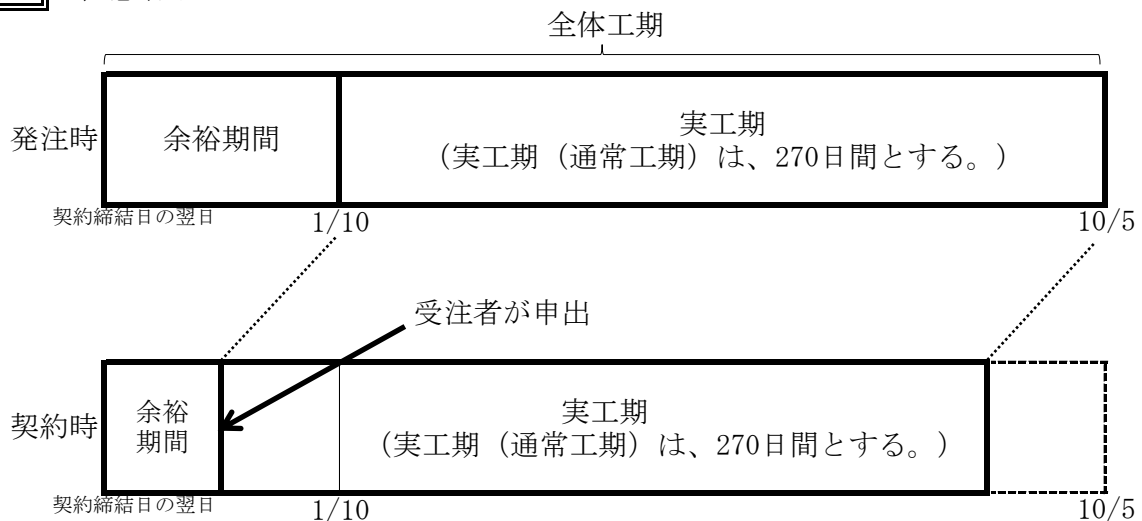 全体工期
発注時
余裕期間
実工期
（実工期（通常工期）は、270日間とする。）
契約締結日の翌日
1/10
10/5
受注者が申出
契約時
余裕
期間
実工期
（実工期（通常工期）は、270日間とする。）
契約締結日の翌日
1/10
10/5